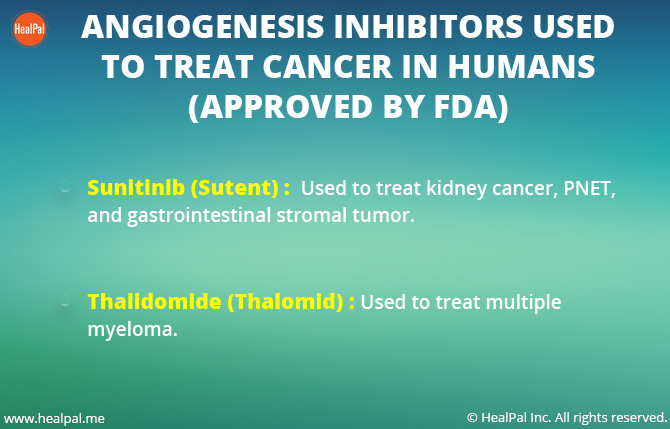 HealPal
ANGIOGENESIS INHIBITORS USED
TO TREAT CANCER IN HUMANS
(APPROVED BY FDA)
Sunitinib (Sutent) : Used to treat kidney cancer, PNET,
and gastrointestinal stromal tumor.
Thalidomide (Thalomid) : Used to treat multiple
myeloma.
www.healpal.me
© HealPal Inc. All rights reserved.